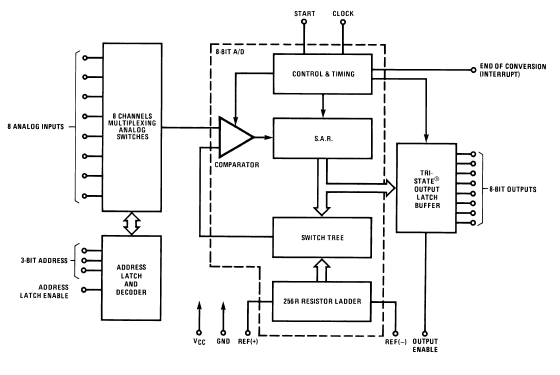 START
CLOCK
8-BIT A/D
CONTROL & TIMING
END OF CONVERSION
(INTERRUPT)
8 ANALOG INPUTS
8 CHANNELS
MULTIPLEXING
ANALOG
SWITCHES
COMPARATOR
S.A.R.
TRI-
STATE®
OUTPUT
LATCH
BUFFER
8-BIT OUTPUTS
SWITCH TREE
3-BIT ADDRESS
ADDRESS
LATCH ENABLE
ADDRESS
LATCH
AND
DECODER
256R RESISTOR LADDER
VCC
GND
REF(+)
REF(−)
OUTPUT
ENABLE